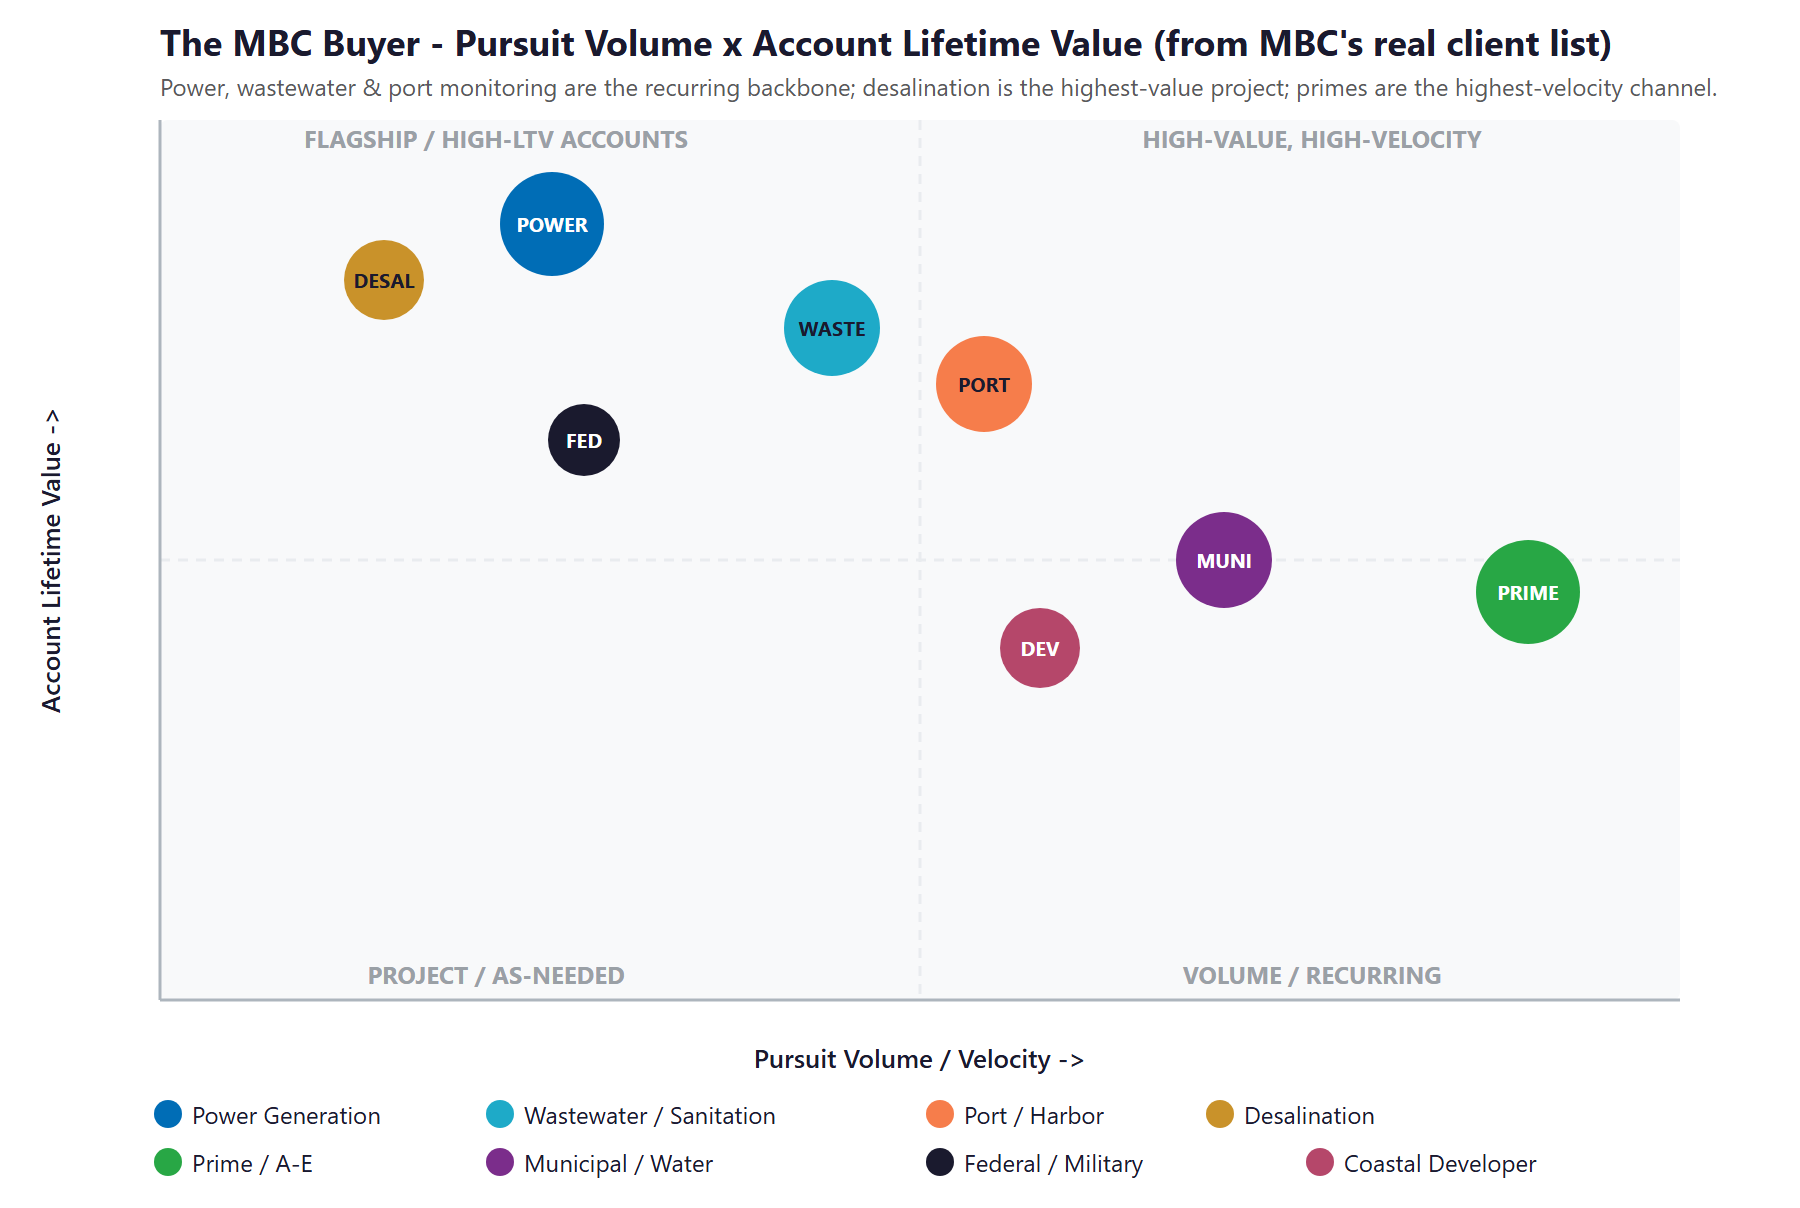 The MBC Buyer - Pursuit Volume x Account Lifetime Value (from MBC's real client list)
Power, wastewater & port monitoring are the recurring backbone; desalination is the highest-value project; primes are the highest-velocity channel.
FLAGSHIP / HIGH-LTV ACCOUNTS
HIGH-VALUE, HIGH-VELOCITY
POWER
DESAL
WASTE
PORT
FED
MUNI
PRIME
DEV
Account Lifetime Value ->
PROJECT / AS-NEEDED
VOLUME / RECURRING
Pursuit Volume / Velocity ->
Power Generation
Wastewater / Sanitation
Port / Harbor
Desalination
Prime / A-E
Municipal / Water
Federal / Military
Coastal Developer